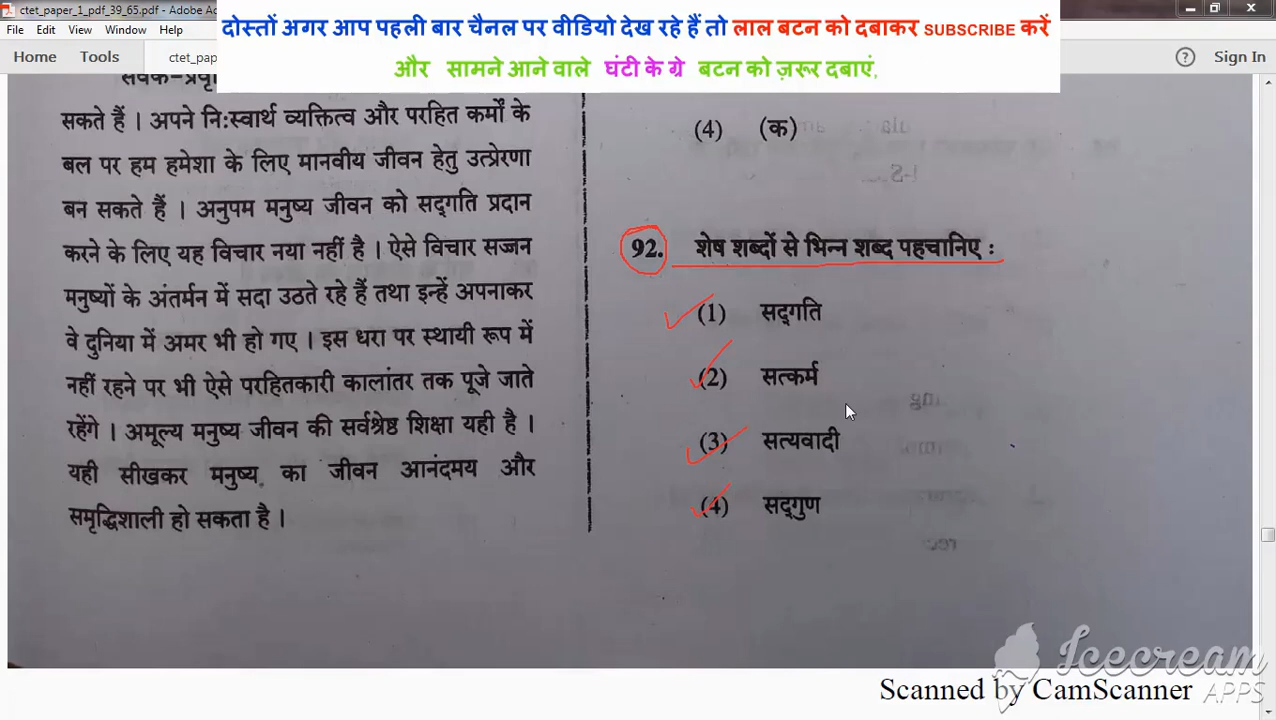 ctet_paper_1_pdf_39_65.pdf - Adobe Ac
File Edit View Window Help
दोस्तों अगर आप पहली बार चैनल पर वीडियो देख रहे हैं तो लाल बटन को दबाकर SUBSCRIBE करें
और सामने आने वाले घंटी के ग्रे बटन को ज़रूर दबाएं,
Home Tools ctet_pap
Sign In
सकते हैं । अपने नि:स्वार्थ व्यक्तित्व और परहित कर्मों के
बल पर हम हमेशा के लिए मानवीय जीवन हेतु उत्प्रेरणा
बन सकते हैं । अनुपम मनुष्य जीवन को सद्‌गति प्रदान
करने के लिए यह विचार नया नहीं है । ऐसे विचार सज्जन
मनुष्यों के अंतर्मन में सदा उठते रहे हैं तथा इन्हें अपनाकर
वे दुनिया में अमर भी हो गए । इस धरा पर स्थायी रूप में
नहीं रहने पर भी ऐसे परहितकारी कालांतर तक पूजे जाते
रहेंगे । अमूल्य मनुष्य जीवन की सर्वश्रेष्ठ शिक्षा यही है ।
यही सीखकर मनुष्य का जीवन आनंदमय और
समृद्धिशाली हो सकता है ।
(4) (क)
92. शेष शब्दों से भिन्न शब्द पहचानिए :
(1) सद्‌गति
(2) सत्कर्म
(3) सत्यवादी
(4) सद्‌गुण
Icecream
APPS
Scanned by CamScanner